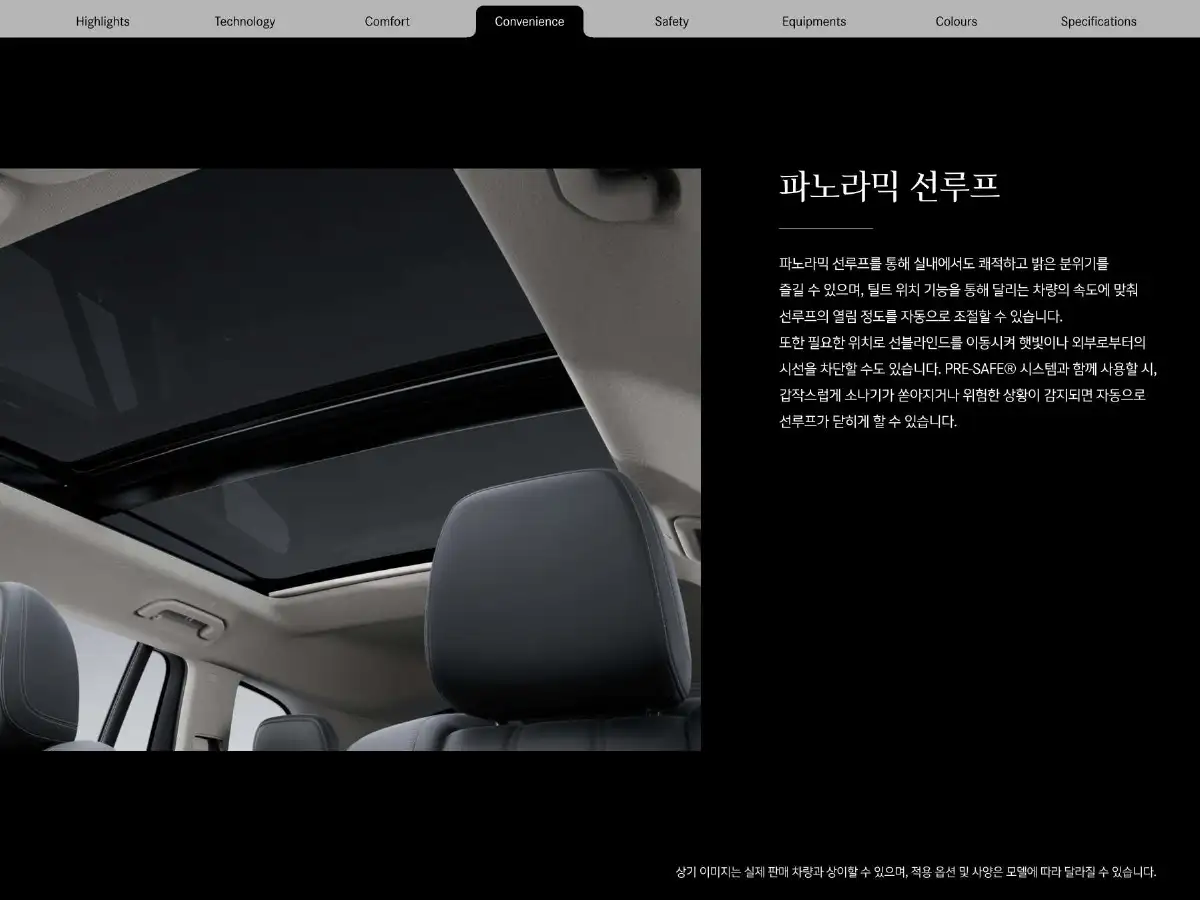 Highlights Technology Comfort Convenience Safety Equipments Colours Specifications
파노라믹 선루프
파노라믹 선루프를 통해 실내에서도 쾌적하고 밝은 분위기를
즐길 수 있으며, 틸트 위치 기능을 통해 달리는 차량의 속도에 맞춰
선루프의 열림 정도를 자동으로 조절할 수 있습니다.
또한 필요한 위치로 선블라인드를 이동시켜 햇빛이나 외부로부터의
시선을 차단할 수도 있습니다. PRE-SAFE® 시스템과 함께 사용할 시,
갑작스럽게 소나기가 쏟아지거나 위험한 상황이 감지되면 자동으로
선루프가 닫히게 할 수 있습니다.
상기 이미지는 실제 판매 차량과 상이할 수 있으며, 적용 옵션 및 사양은 모델에 따라 달라질 수 있습니다.